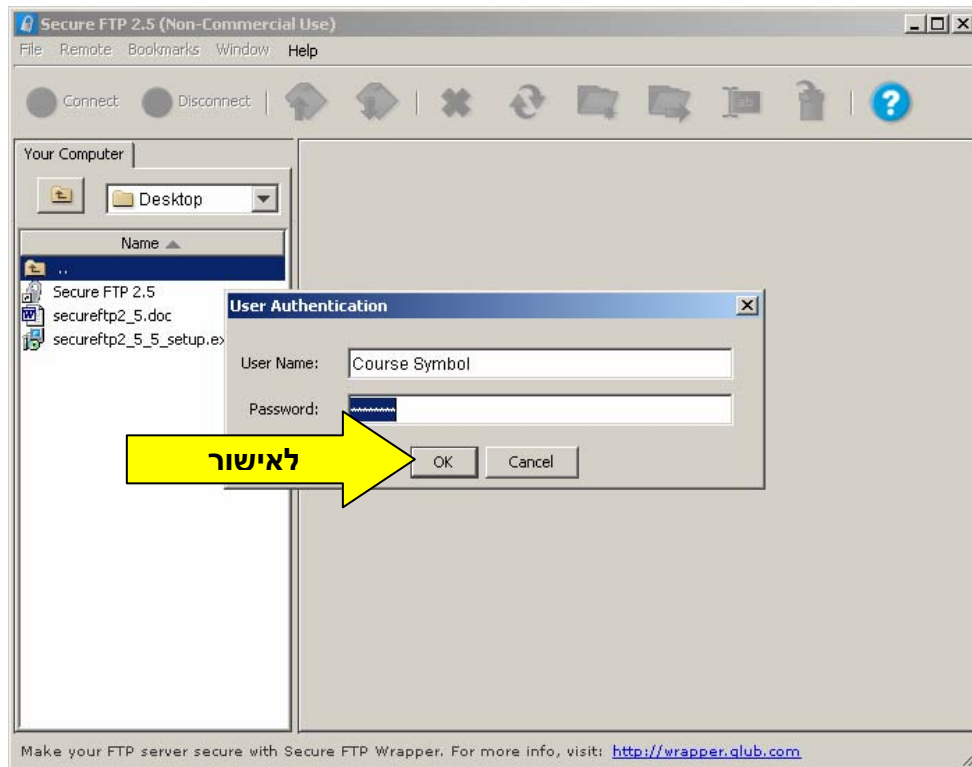 Secure FTP 2.5 (Non-Commercial Use)
File Remote Bookmarks Window Help
Connect Disconnect ab ?
Your Computer
Desktop
Name
..
Secure FTP 2.5
secureftp2_5.doc
secureftp2_5_5_setup.ex
User Authentication
User Name: Course Symbol
Password: ********
לאישור
OK Cancel
Make your FTP server secure with Secure FTP Wrapper. For more info, visit: http://wrapper.glub.com